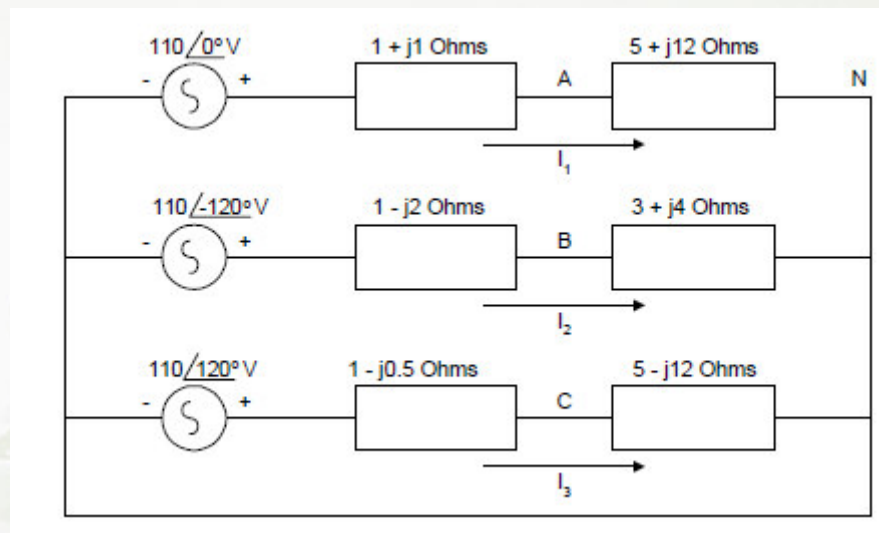 110/0° V 1 + j1 Ohms 5 + j12 Ohms
- + A N
I₁
110/-120° V 1 - j2 Ohms 3 + j4 Ohms
- + B
I₂
110/120° V 1 - j0.5 Ohms 5 - j12 Ohms
- + C
I₃